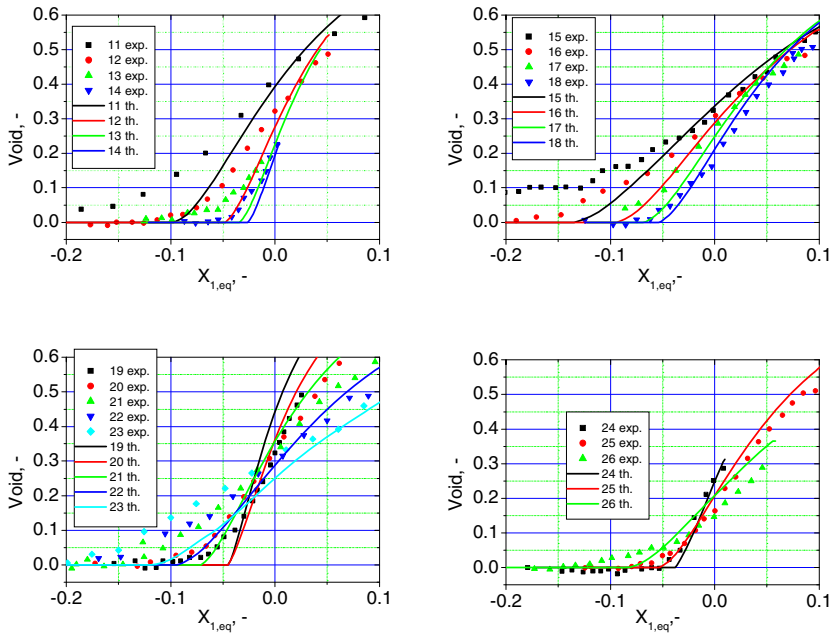 0.6
0.5
0.4
0.3
0.2
0.1
0.0
Void, -
11 exp.
12 exp.
13 exp.
14 exp.
11 th.
12 th.
13 th.
14 th.
-0.2 -0.1 0.0 0.1
X1,eq, -
0.6
0.5
0.4
0.3
0.2
0.1
0.0
Void, -
15 exp.
16 exp.
17 exp.
18 exp.
15 th.
16 th.
17 th.
18 th.
-0.2 -0.1 0.0 0.1
X1,eq, -
0.6
0.5
0.4
0.3
0.2
0.1
0.0
Void, -
19 exp.
20 exp.
21 exp.
22 exp.
23 exp.
19 th.
20 th.
21 th.
22 th.
23 th.
-0.2 -0.1 0.0 0.1
X1,eq, -
0.6
0.5
0.4
0.3
0.2
0.1
0.0
Void, -
24 exp.
25 exp.
26 exp.
24 th.
25 th.
26 th.
-0.2 -0.1 0.0 0.1
X1,eq, -